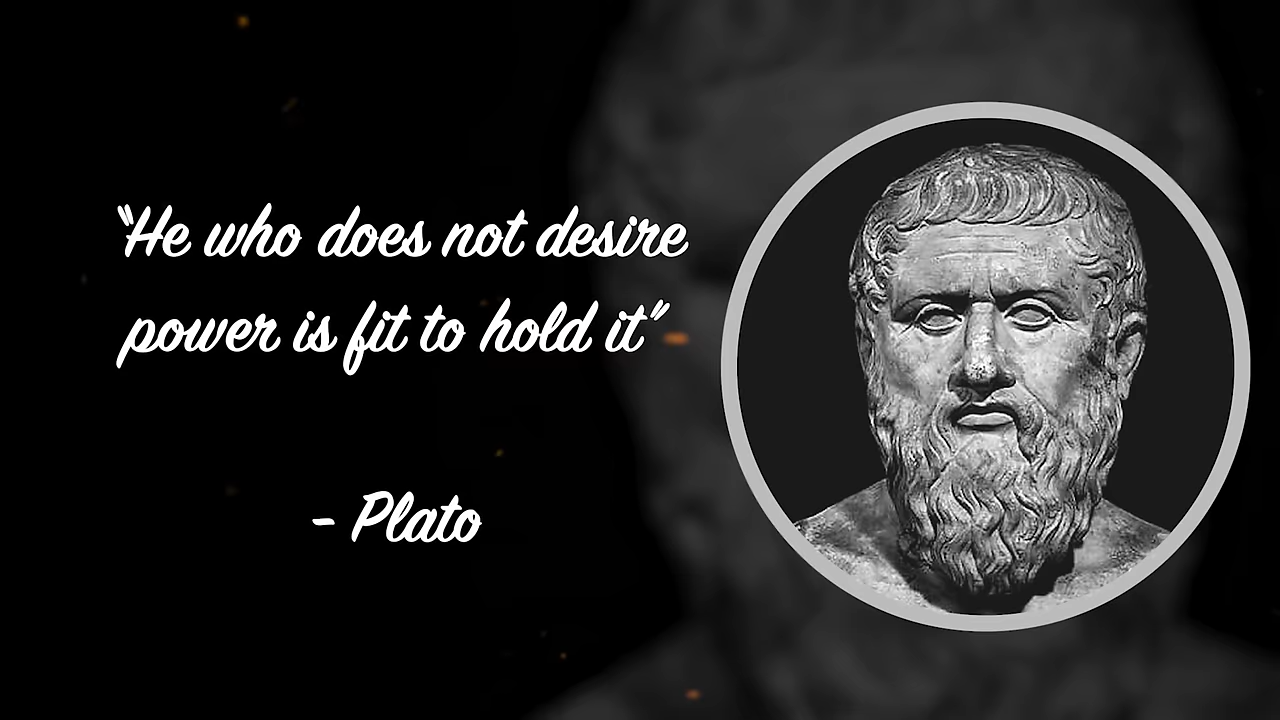 “He who does not desire
power is fit to hold it”
- Plato